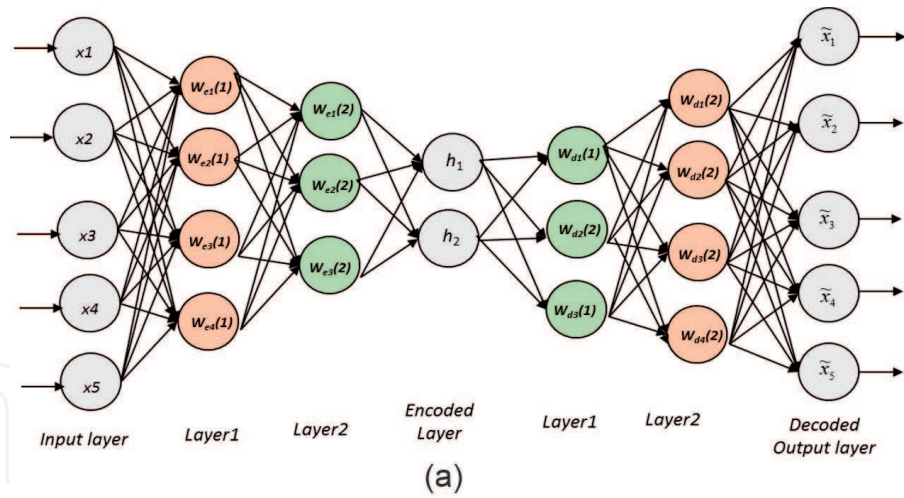 x1
x2
x3
x4
x5
Input layer
We1(1)
We2(1)
We3(1)
We4(1)
Layer1
We1(2)
We2(2)
We3(2)
Layer2
h1
h2
Encoded
Layer
Wd1(1)
Wd2(1)
Wd3(1)
Layer1
Wd1(2)
Wd2(2)
Wd3(2)
Wd4(2)
Layer2
x̃1
x̃2
x̃3
x̃4
x̃5
Decoded
Output layer
(a)